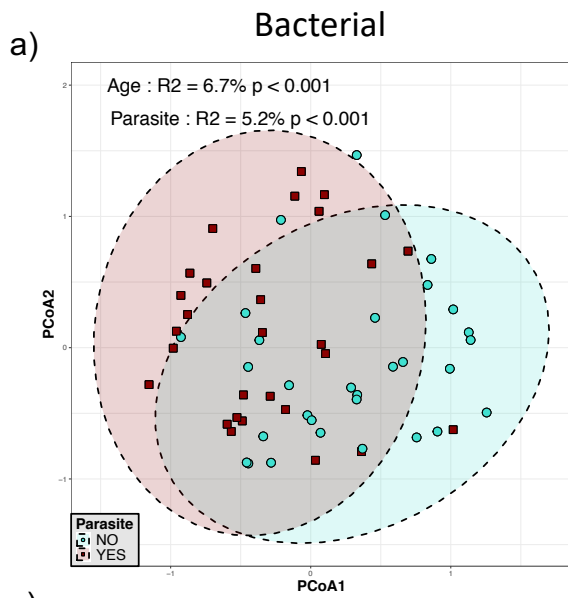 Bacterial
a)
Age : R2 = 6.7% p < 0.001
Parasite : R2 = 5.2% p < 0.001
2
1
0
−1
PCoA2
Parasite
NO
YES
−1
0
1
PCoA1